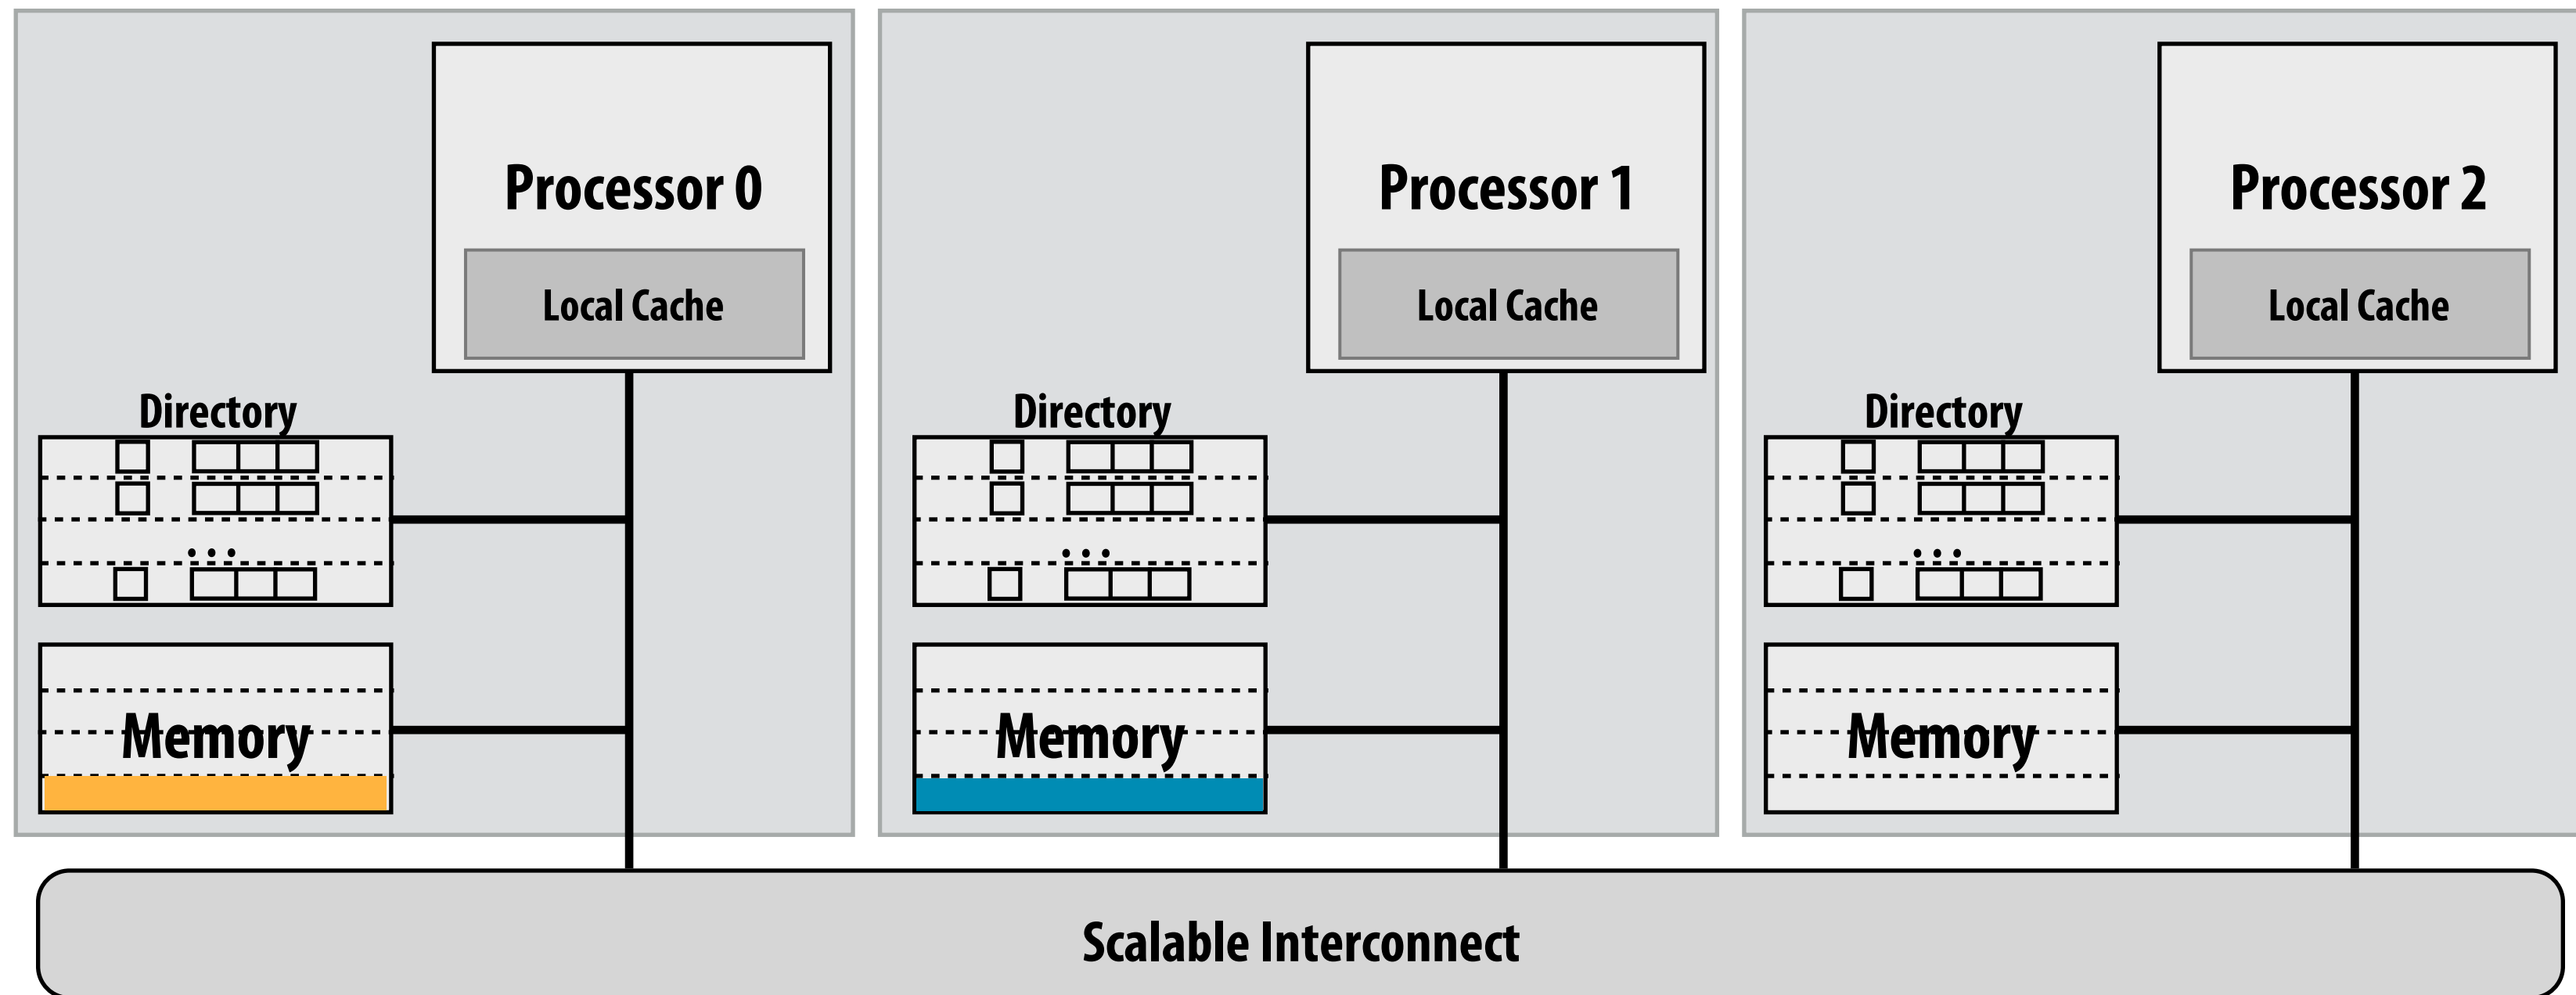 Processor 0
Processor 1
Processor 2
Local Cache
Local Cache
Local Cache
Directory
Directory
Directory
...
...
...
Memory
Memory
Memory
Scalable Interconnect